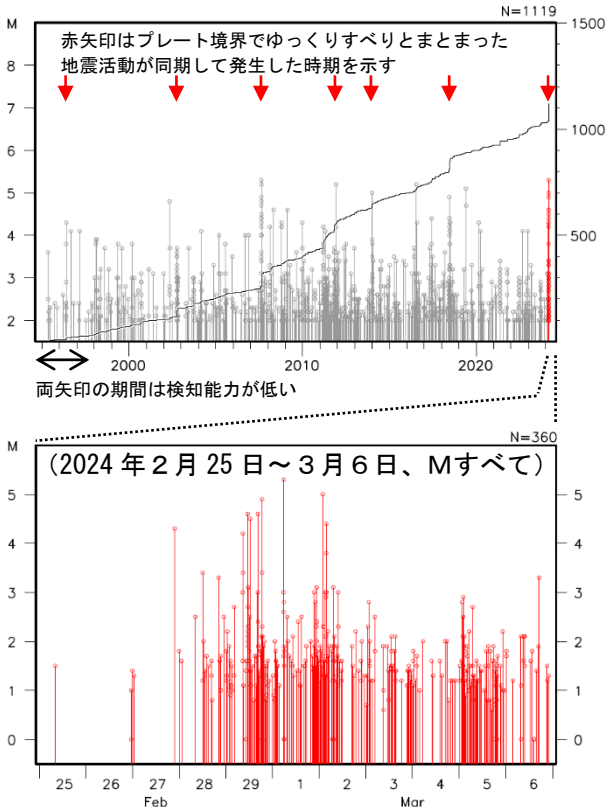 N=1119
M
1500
赤矢印はプレート境界でゆっくりすべりとまとまった
地震活動が同期して発生した時期を示す
8
7
6
5
4
3
2
1000
500
2000 2010 2020
両矢印の期間は検知能力が低い
M
N=360
(2024年2月25日～3月6日、Mすべて)
5
4
3
2
1
0
5
4
3
2
1
0
25 26 27 28 29 1 2 3 4 5 6
Feb Mar